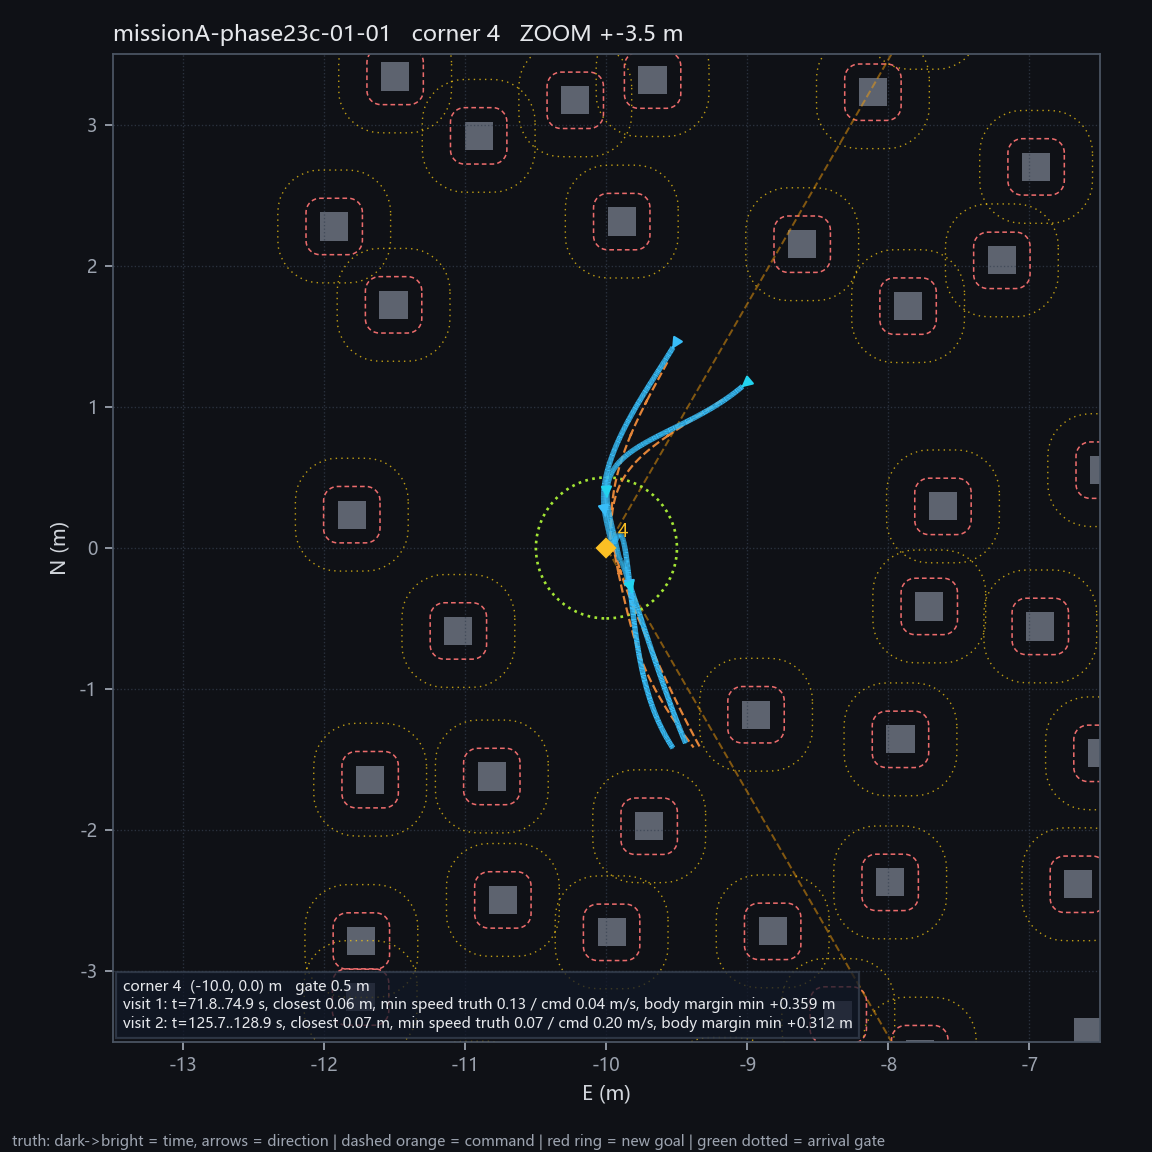 missionA-phase23c-01-01   corner 4   ZOOM +-3.5 m
3
2
1
0
-1
-2
-3
N (m)
4
corner 4  (-10.0, 0.0) m   gate 0.5 m
visit 1: t=71.8..74.9 s, closest 0.06 m, min speed truth 0.13 / cmd 0.04 m/s, body margin min +0.359 m
visit 2: t=125.7..128.9 s, closest 0.07 m, min speed truth 0.07 / cmd 0.20 m/s, body margin min +0.312 m
-13 -12 -11 -10 -9 -8 -7
E (m)
truth: dark->bright = time, arrows = direction | dashed orange = command | red ring = new goal | green dotted = arrival gate